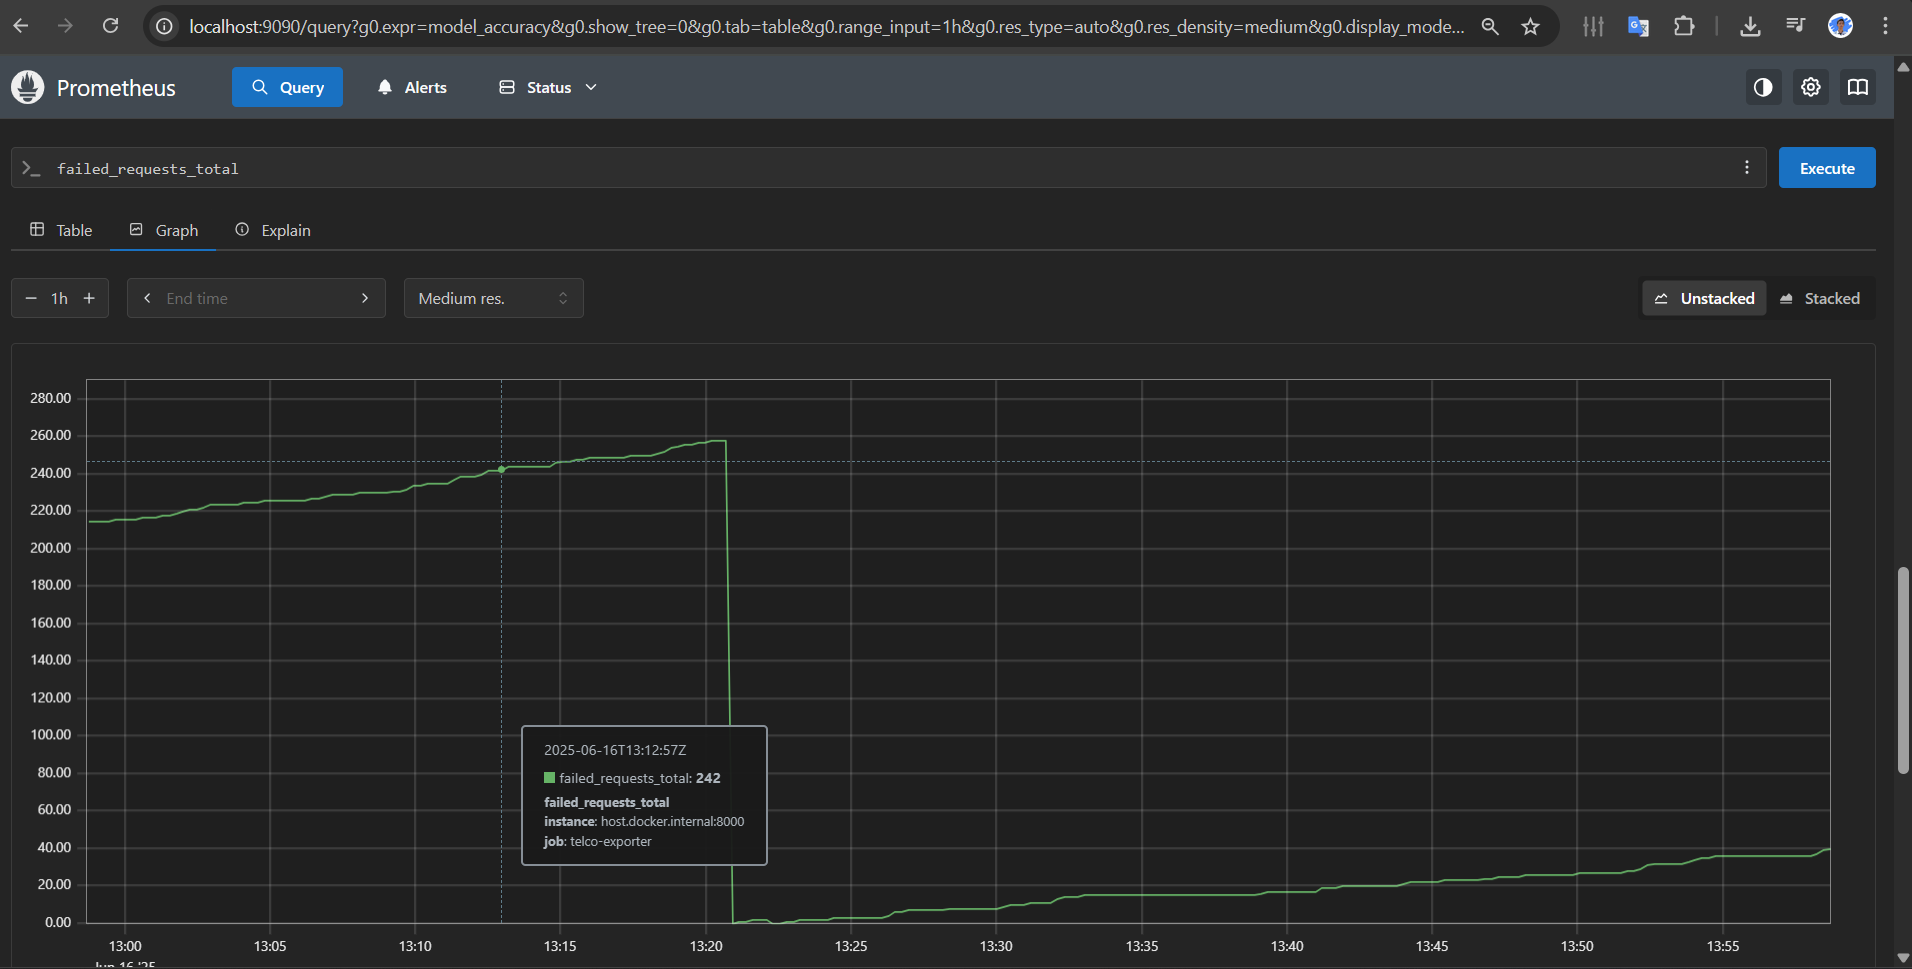 localhost:9090/query?g0.expr=model_accuracy&g0.show_tree=0&g0.tab=table&g0.range_input=1h&g0.res_type=auto&g0.res_density=medium&g0.display_mode...
Prometheus Query Alerts Status
>_ failed_requests_total Execute
Table Graph Explain
− 1h + End time Medium res. Unstacked Stacked
280.00
260.00
240.00
220.00
200.00
180.00
160.00
140.00
120.00
100.00
80.00
60.00
40.00
20.00
0.00
2025-06-16T13:12:57Z
failed_requests_total: 242
failed_requests_total
instance: host.docker.internal:8000
job: telco-exporter
13:00 13:05 13:10 13:15 13:20 13:25 13:30 13:35 13:40 13:45 13:50 13:55
Jun 16 '25